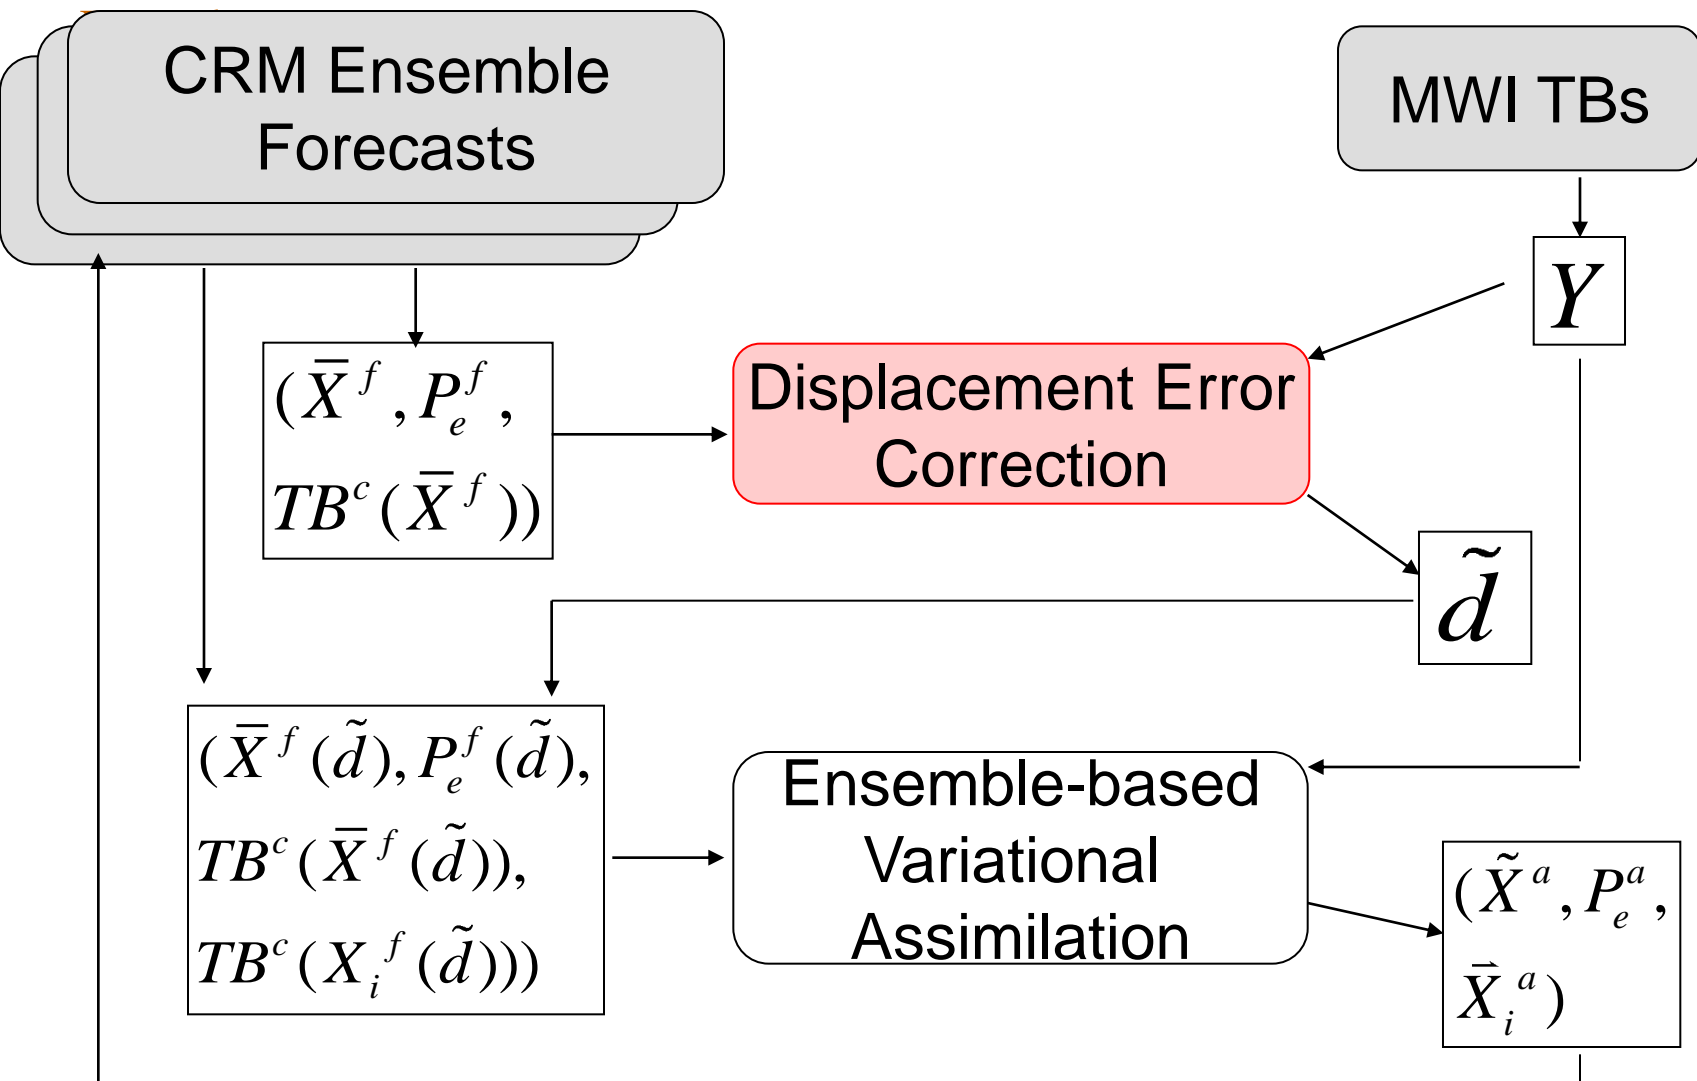 CRM Ensemble
Forecasts
MWI TBs
Y
(X̄^f, P_e^f,
TB^c(X̄^f))
Displacement Error
Correction
d̃
(X̄^f(d̃), P_e^f(d̃),
TB^c(X̄^f(d̃)),
TB^c(X_i^f(d̃)))
Ensemble-based
Variational
Assimilation
(X̃^a, P_e^a,
X⃗_i^a)